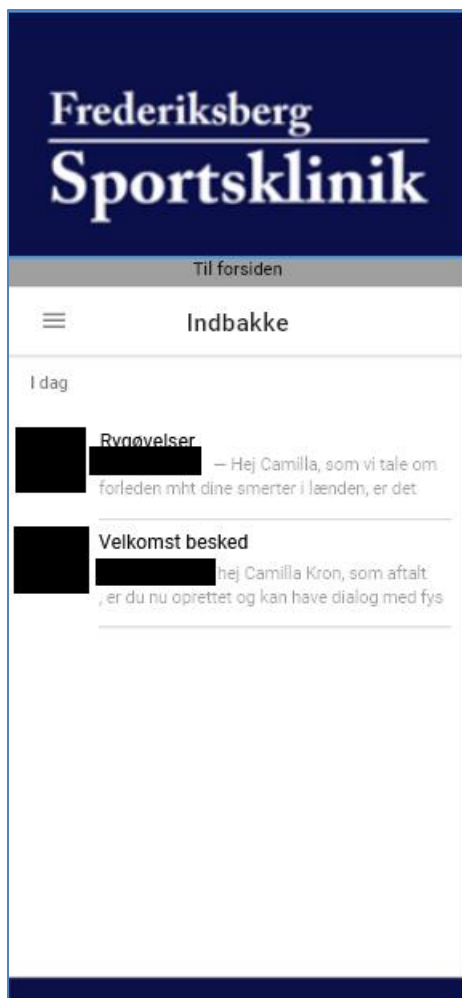 Frederiksberg
Sportsklinik
Til forsiden
Indbakke
I dag
Rygøvelser
– Hej Camilla, som vi tale om
forleden mht dine smerter i lænden, er det
Velkomst besked
hej Camilla Kron, som aftalt
, er du nu oprettet og kan have dialog med fys